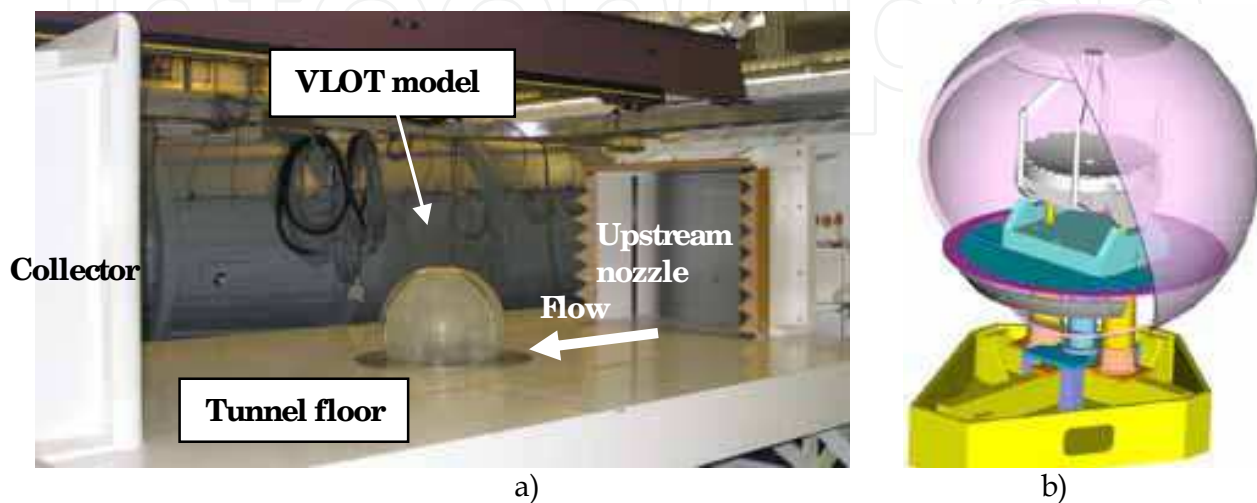 VLOT model
Upstream
nozzle
Collector
Flow
Tunnel floor
a)
b)